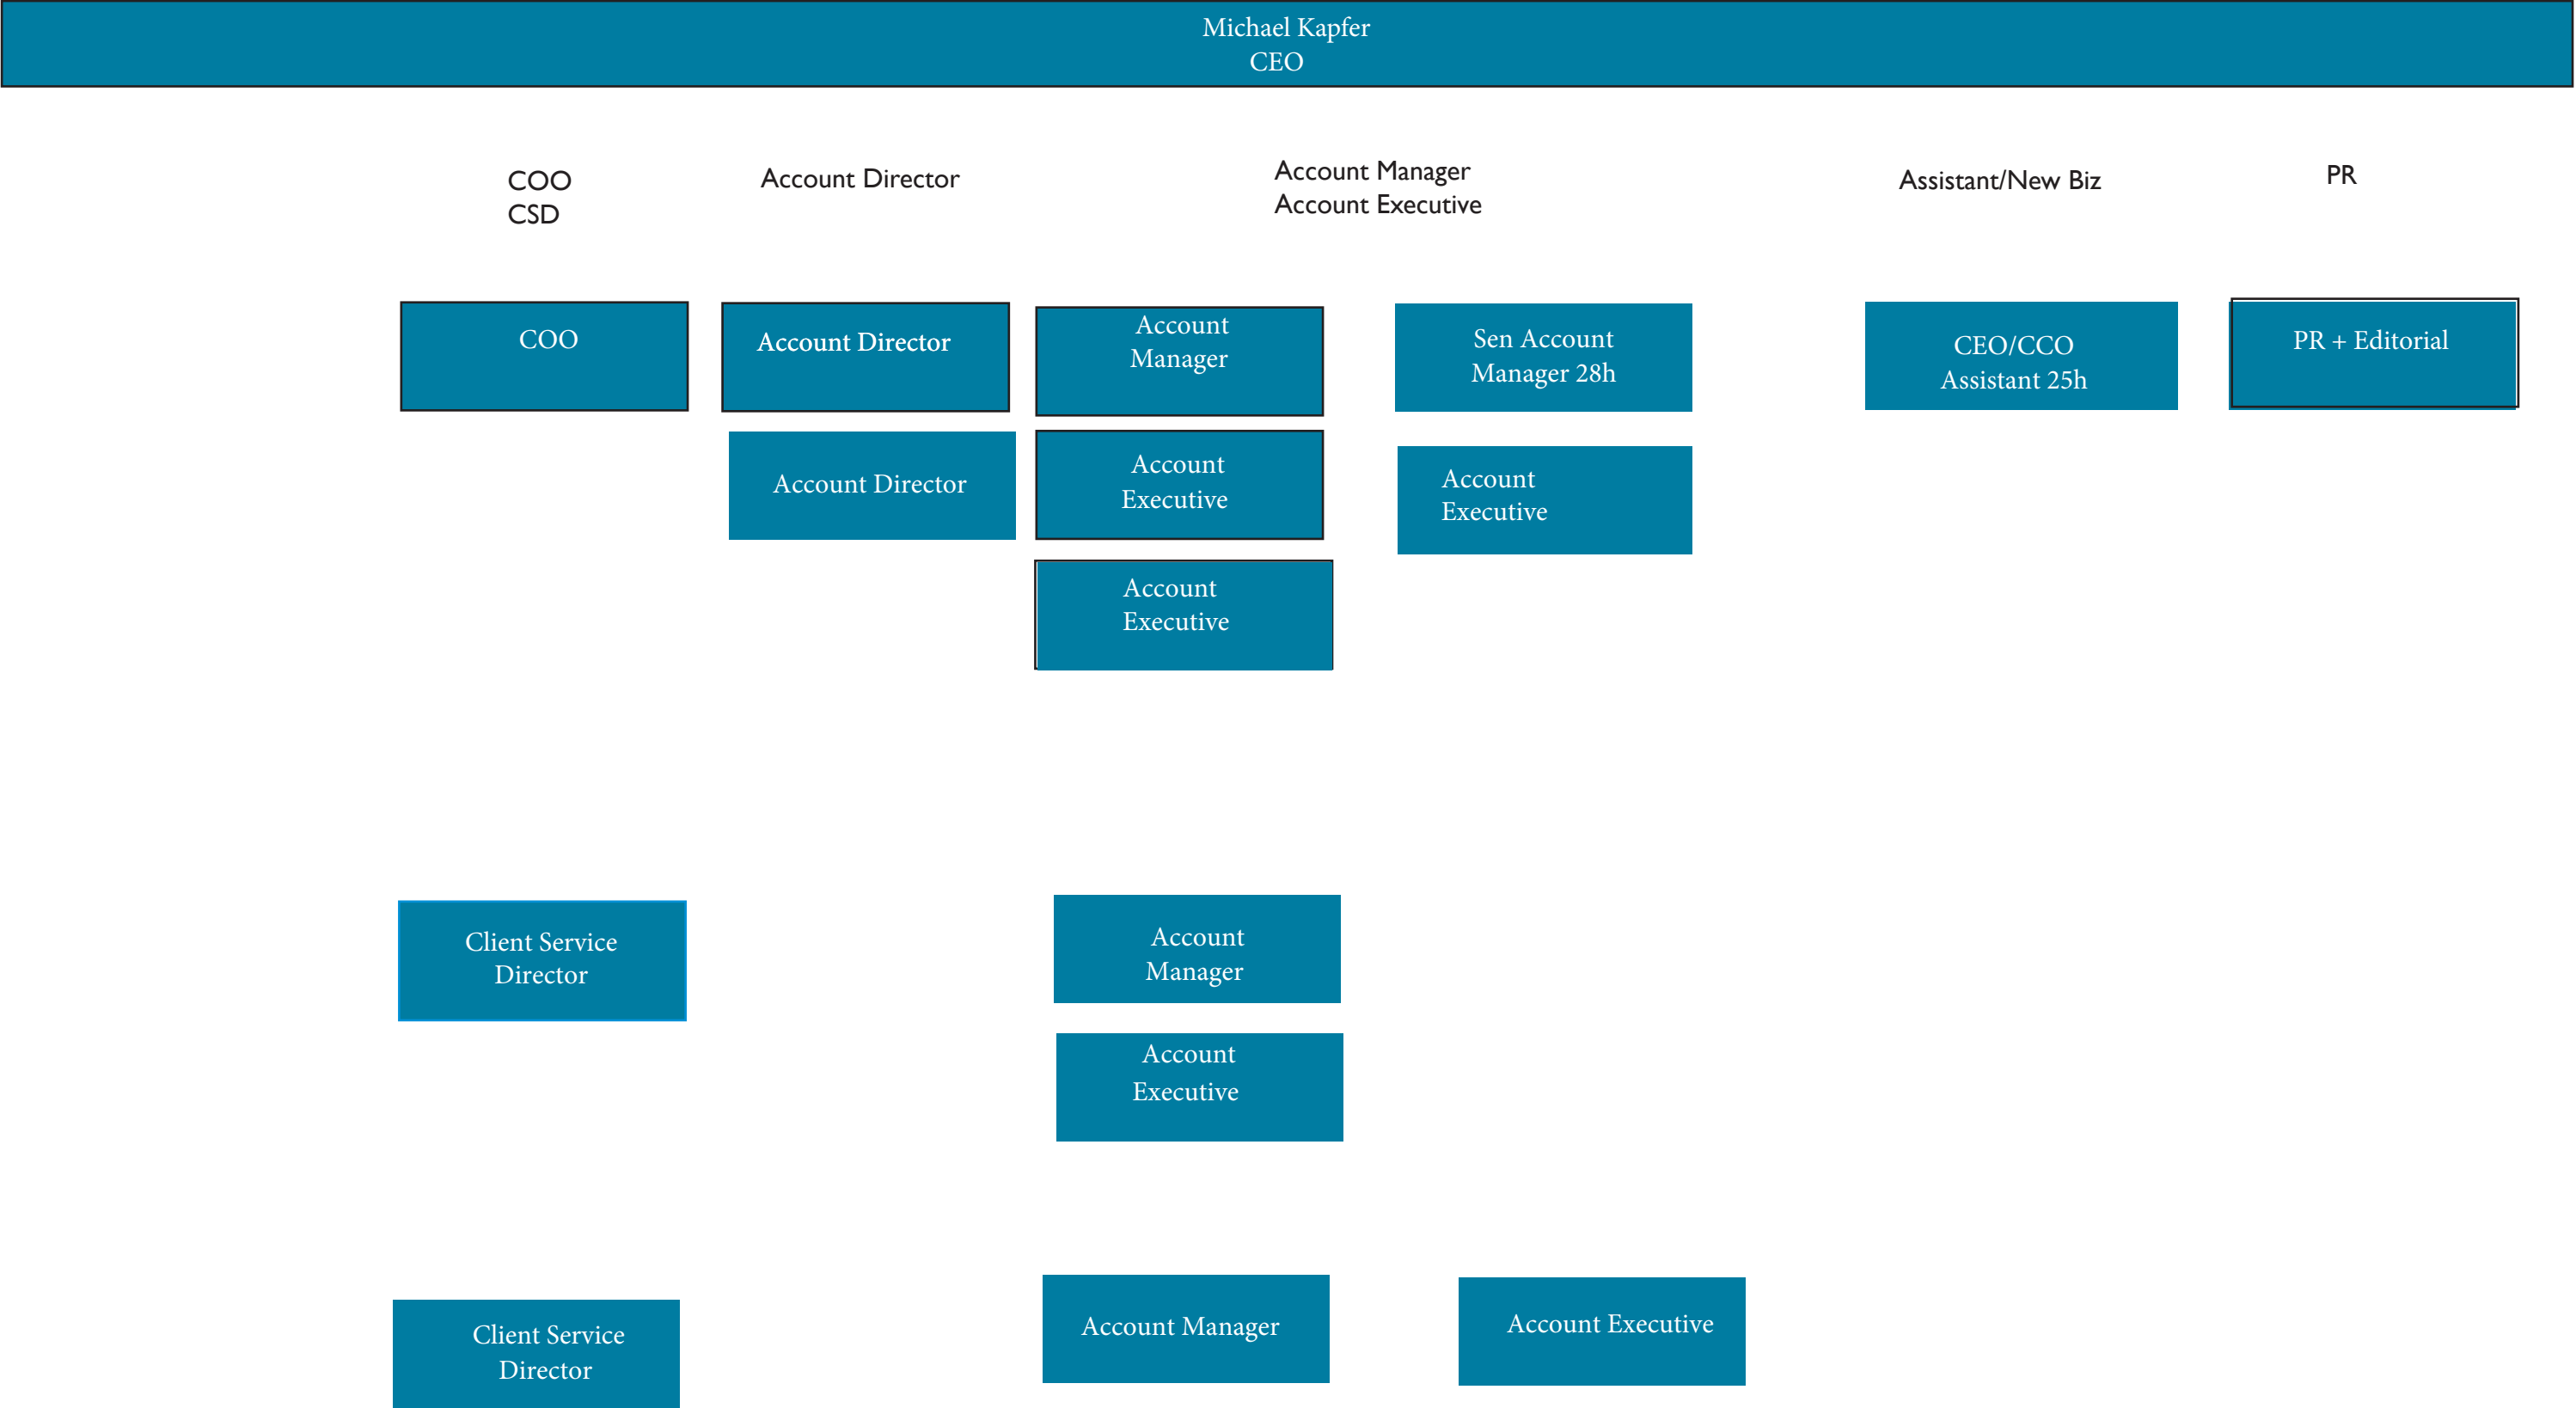 Michael Kapfer
CEO
COO
CSD
Account Director
Account Manager
Account Executive
Assistant/New Biz
PR
COO
Account Director
Account
Manager
Sen Account
Manager 28h
CEO/CCO
Assistant 25h
PR + Editorial
Account Director
Account
Executive
Account
Executive
Account
Executive
Client Service
Director
Account
Manager
Account
Executive
Client Service
Director
Account Manager
Account Executive